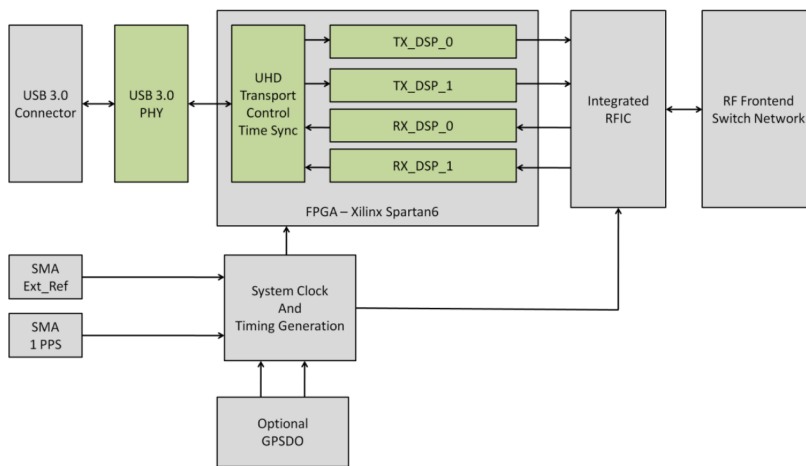 USB 3.0
Connector
USB 3.0
PHY
UHD
Transport
Control
Time Sync
TX_DSP_0
TX_DSP_1
RX_DSP_0
RX_DSP_1
FPGA – Xilinx Spartan6
Integrated
RFIC
RF Frontend
Switch Network
SMA
Ext_Ref
SMA
1 PPS
System Clock
And
Timing Generation
Optional
GPSDO